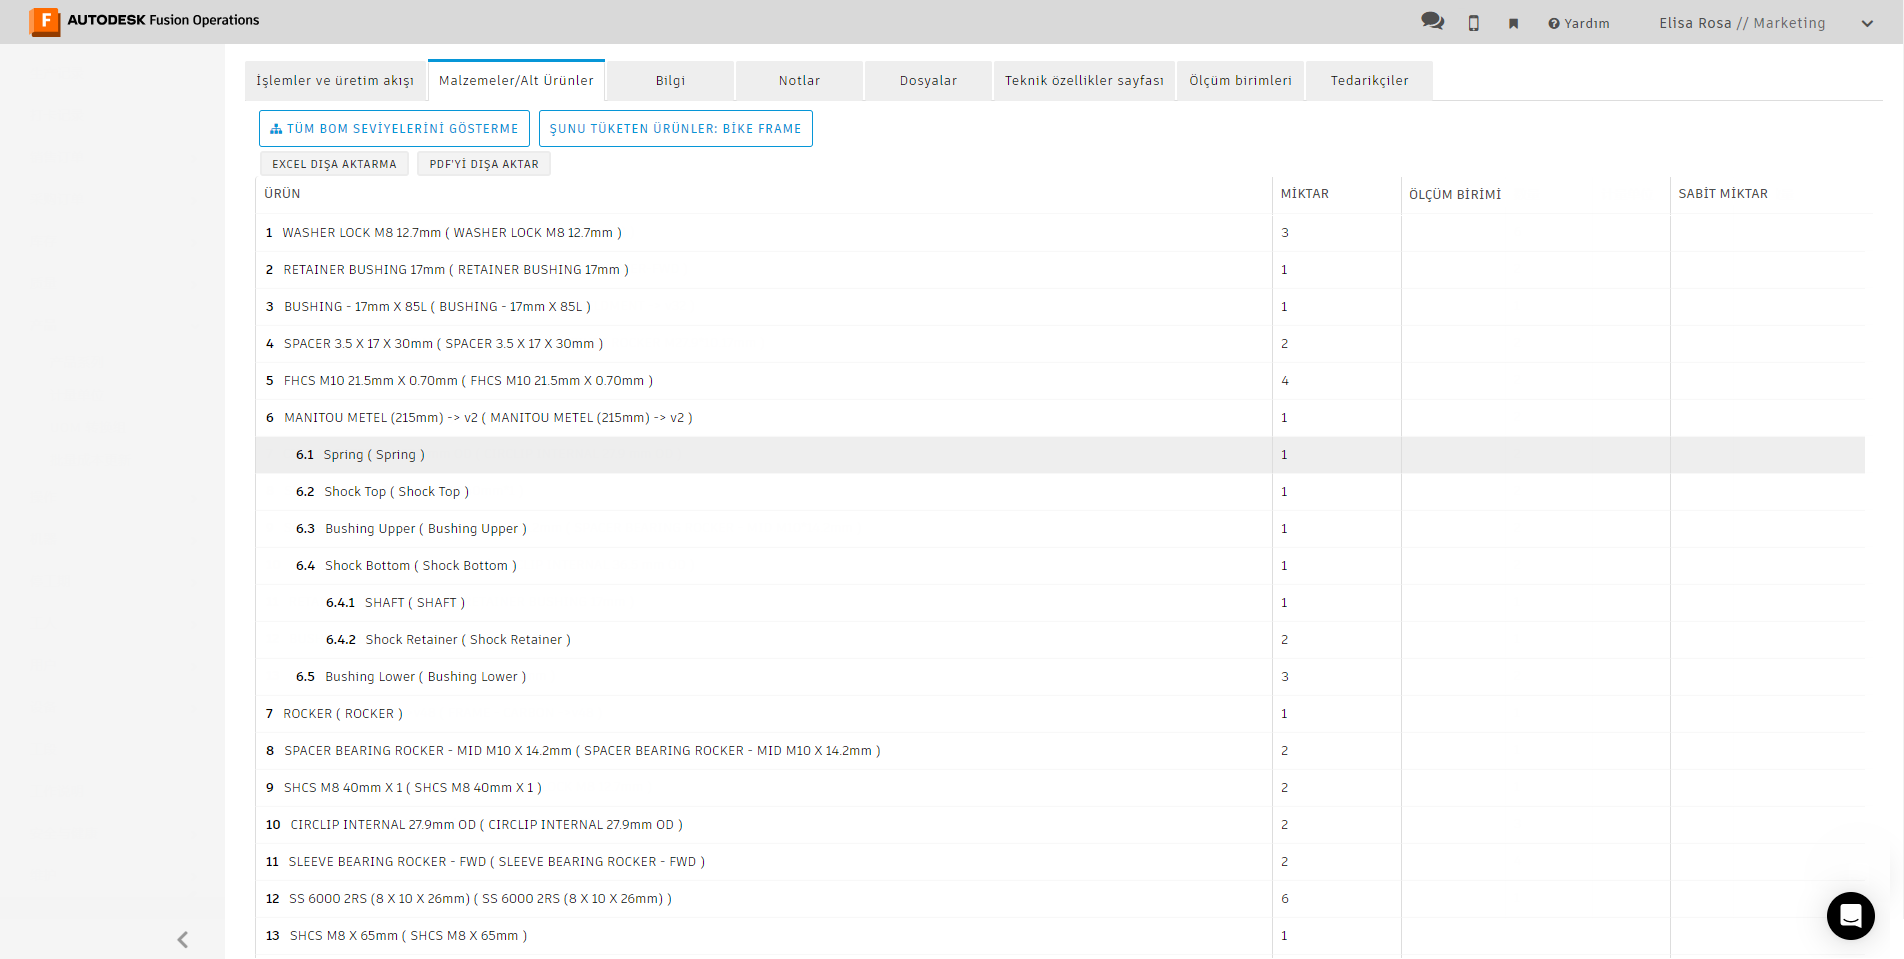 AUTODESK Fusion Operations
Yardım
Elisa Rosa // Marketing
İşlemler ve üretim akışı
Malzemeler/Alt Ürünler
Bilgi
Notlar
Dosyalar
Teknik özellikler sayfası
Ölçüm birimleri
Tedarikçiler
TÜM BOM SEVİYELERİNİ GÖSTERME
ŞUNU TÜKETEN ÜRÜNLER: BIKE FRAME
EXCEL DIŞA AKTARMA
PDF'Yİ DIŞA AKTAR
ÜRÜN MİKTAR ÖLÇÜM BİRİMİ SABİT MİKTAR
1 WASHER LOCK M8 12.7mm ( WASHER LOCK M8 12.7mm ) 3
2 RETAINER BUSHING 17mm ( RETAINER BUSHING 17mm ) 1
3 BUSHING - 17mm X 85L ( BUSHING - 17mm X 85L ) 1
4 SPACER 3.5 X 17 X 30mm ( SPACER 3.5 X 17 X 30mm ) 2
5 FHCS M10 21.5mm X 0.70mm ( FHCS M10 21.5mm X 0.70mm ) 4
6 MANITOU METEL (215mm) -> v2 ( MANITOU METEL (215mm) -> v2 ) 1
6.1 Spring ( Spring ) 1
6.2 Shock Top ( Shock Top ) 1
6.3 Bushing Upper ( Bushing Upper ) 1
6.4 Shock Bottom ( Shock Bottom ) 1
6.4.1 SHAFT ( SHAFT ) 1
6.4.2 Shock Retainer ( Shock Retainer ) 2
6.5 Bushing Lower ( Bushing Lower ) 3
7 ROCKER ( ROCKER ) 1
8 SPACER BEARING ROCKER - MID M10 X 14.2mm ( SPACER BEARING ROCKER - MID M10 X 14.2mm ) 2
9 SHCS M8 40mm X 1 ( SHCS M8 40mm X 1 ) 2
10 CIRCLIP INTERNAL 27.9mm OD ( CIRCLIP INTERNAL 27.9mm OD ) 2
11 SLEEVE BEARING ROCKER - FWD ( SLEEVE BEARING ROCKER - FWD ) 2
12 SS 6000 2RS (8 X 10 X 26mm) ( SS 6000 2RS (8 X 10 X 26mm) ) 6
13 SHCS M8 X 65mm ( SHCS M8 X 65mm ) 1